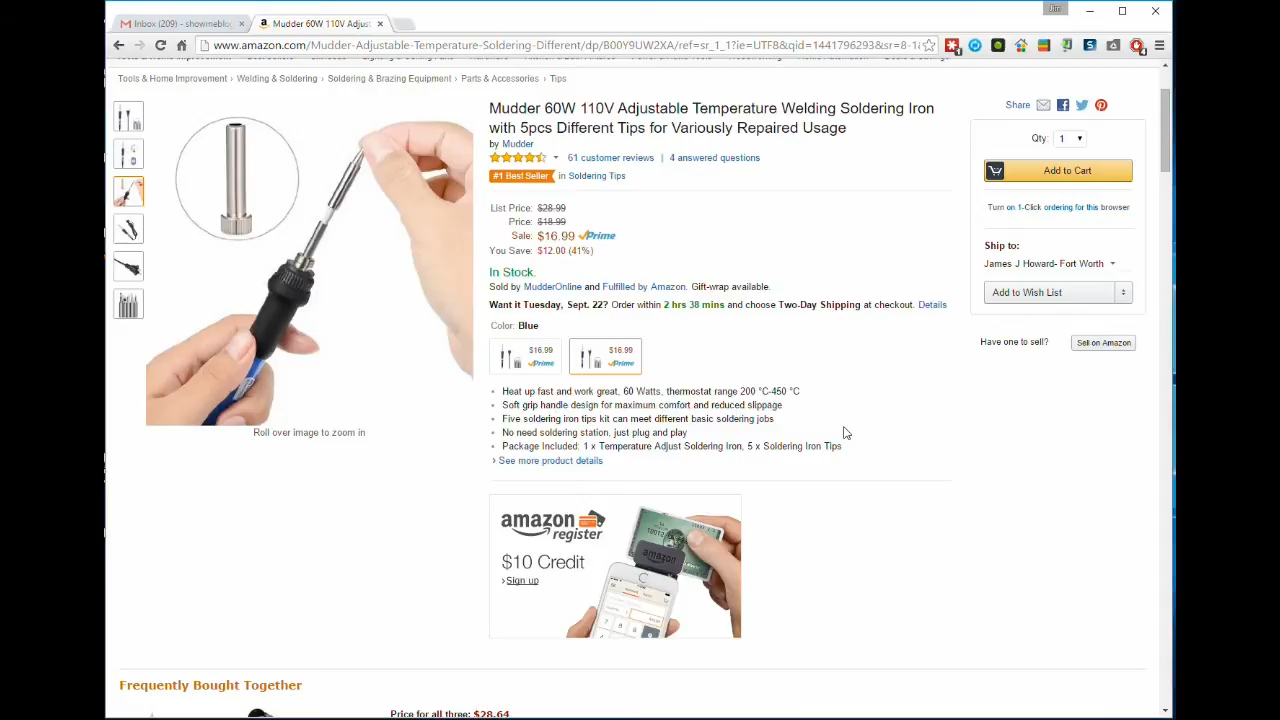 Jim
Inbox (209) - showmeblo
Mudder 60W 110V Adjust
www.amazon.com/Mudder-Adjustable-Temperature-Soldering-Different/dp/B00Y9UW2XA/ref=sr_1_1?ie=UTF8&qid=1441796293&sr=8-1
Tools & Home Improvement › Welding & Soldering › Soldering & Brazing Equipment › Parts & Accessories › Tips
Mudder 60W 110V Adjustable Temperature Welding Soldering Iron
with 5pcs Different Tips for Variously Repaired Usage
by Mudder
61 customer reviews | 4 answered questions
#1 Best Seller in Soldering Tips
List Price: $28.99
Price: $18.99
Sale: $16.99 Prime
You Save: $12.00 (41%)
In Stock.
Sold by MudderOnline and Fulfilled by Amazon. Gift-wrap available.
Want it Tuesday, Sept. 22? Order within 2 hrs 38 mins and choose Two-Day Shipping at checkout. Details
Color: Blue
$16.99 Prime
$16.99 Prime
Heat up fast and work great, 60 Watts, thermostat range 200 °C-450 °C
Soft grip handle design for maximum comfort and reduced slippage
Five soldering iron tips kit can meet different basic soldering jobs
No need soldering station, just plug and play
Package Included: 1 x Temperature Adjust Soldering Iron, 5 x Soldering Iron Tips
› See more product details
Roll over image to zoom in
Share
Qty: 1
Add to Cart
Turn on 1-Click ordering for this browser
Ship to:
James J Howard- Fort Worth
Add to Wish List
Have one to sell? Sell on Amazon
amazon
register
$10 Credit
›Sign up
amazon
Frequently Bought Together
Price for all three: $28.64